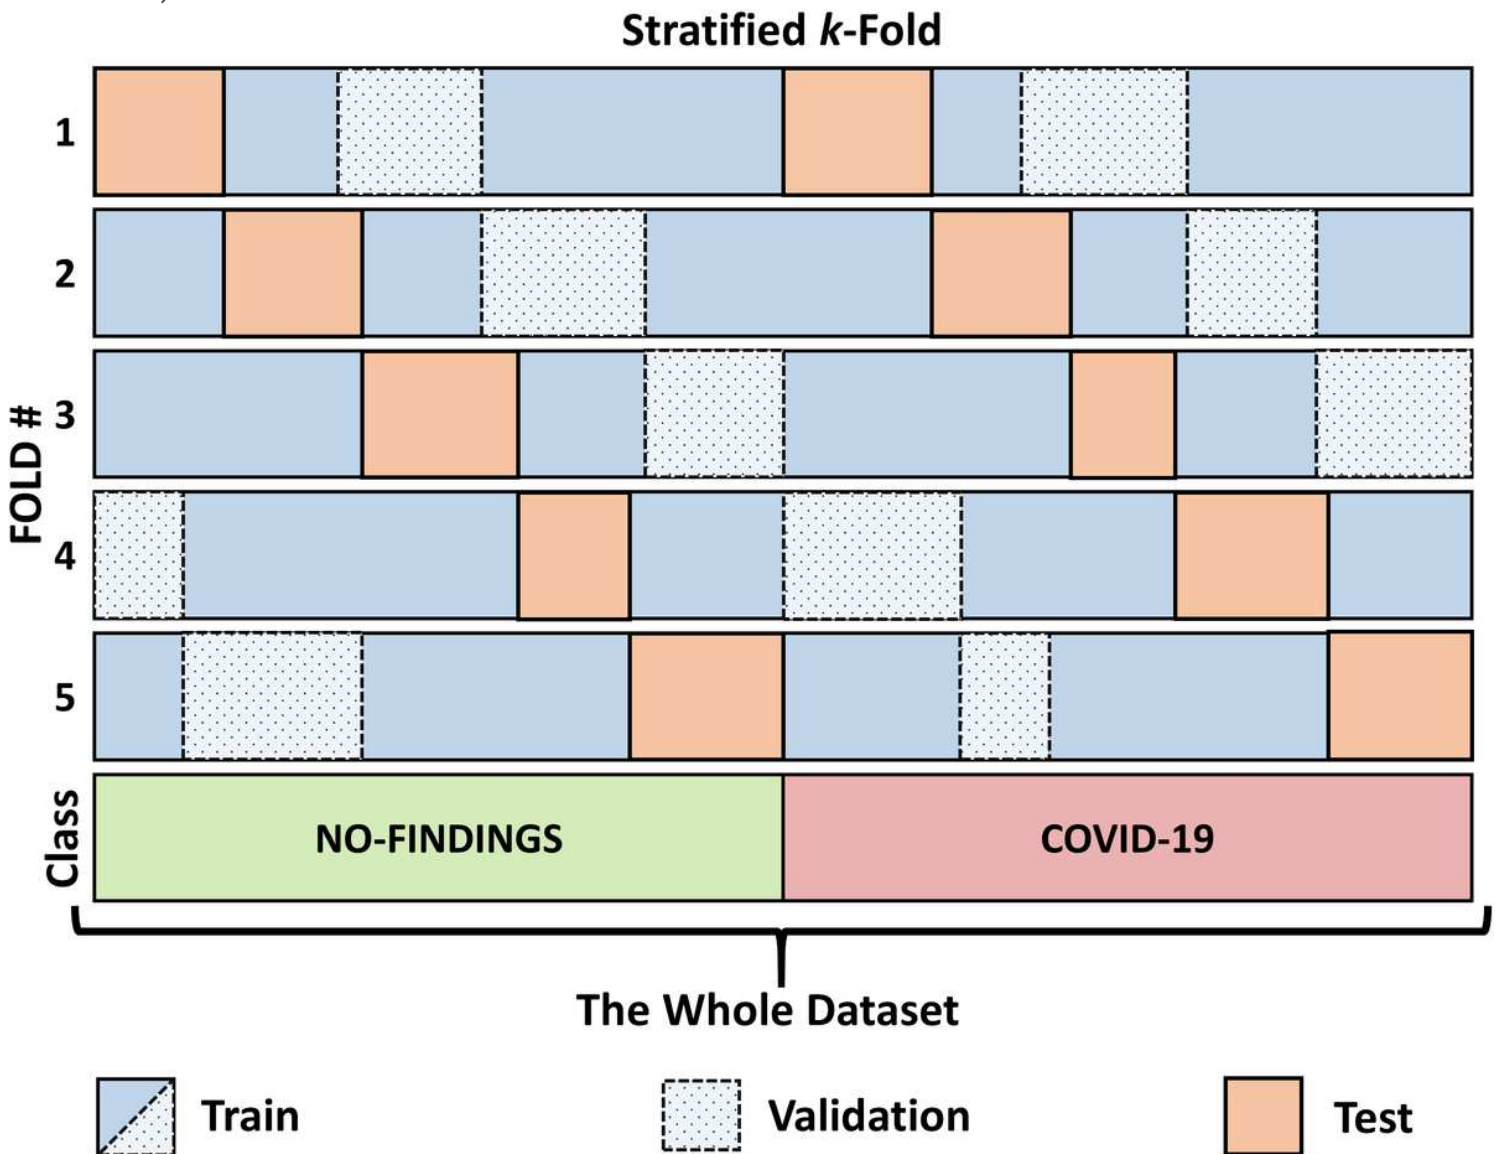 Stratified k-Fold
1
2
3
4
5
FOLD #
Class
NO-FINDINGS
COVID-19
The Whole Dataset
Train
Validation
Test